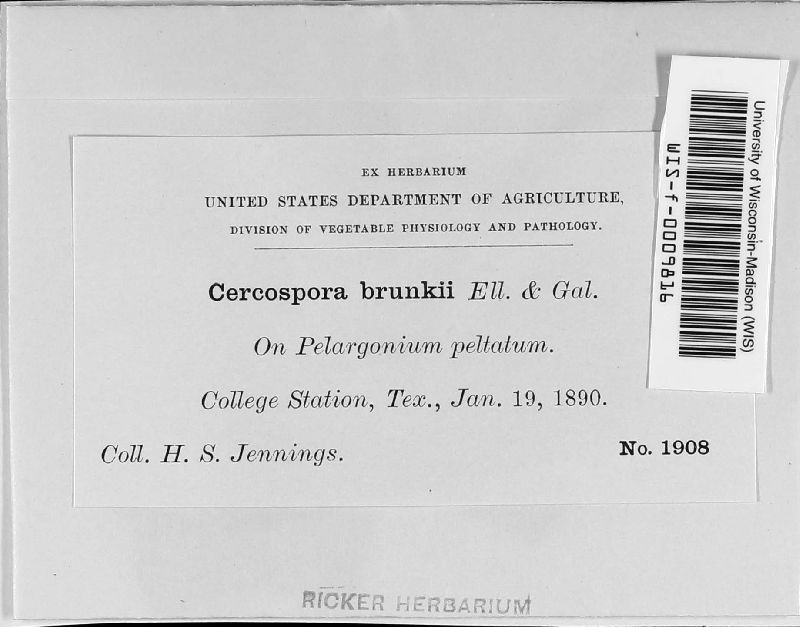 EX HERBARIUM
UNITED STATES DEPARTMENT OF AGRICULTURE,
DIVISION OF VEGETABLE PHYSIOLOGY AND PATHOLOGY.
Cercospora brunkii Ell. & Gal.
On Pelargonium peltatum.
College Station, Tex., Jan. 19, 1890.
Coll. H. S. Jennings.
No. 1908
University of Wisconsin-Madison (WIS)
WIS-f-0009816
RICKER HERBARIUM